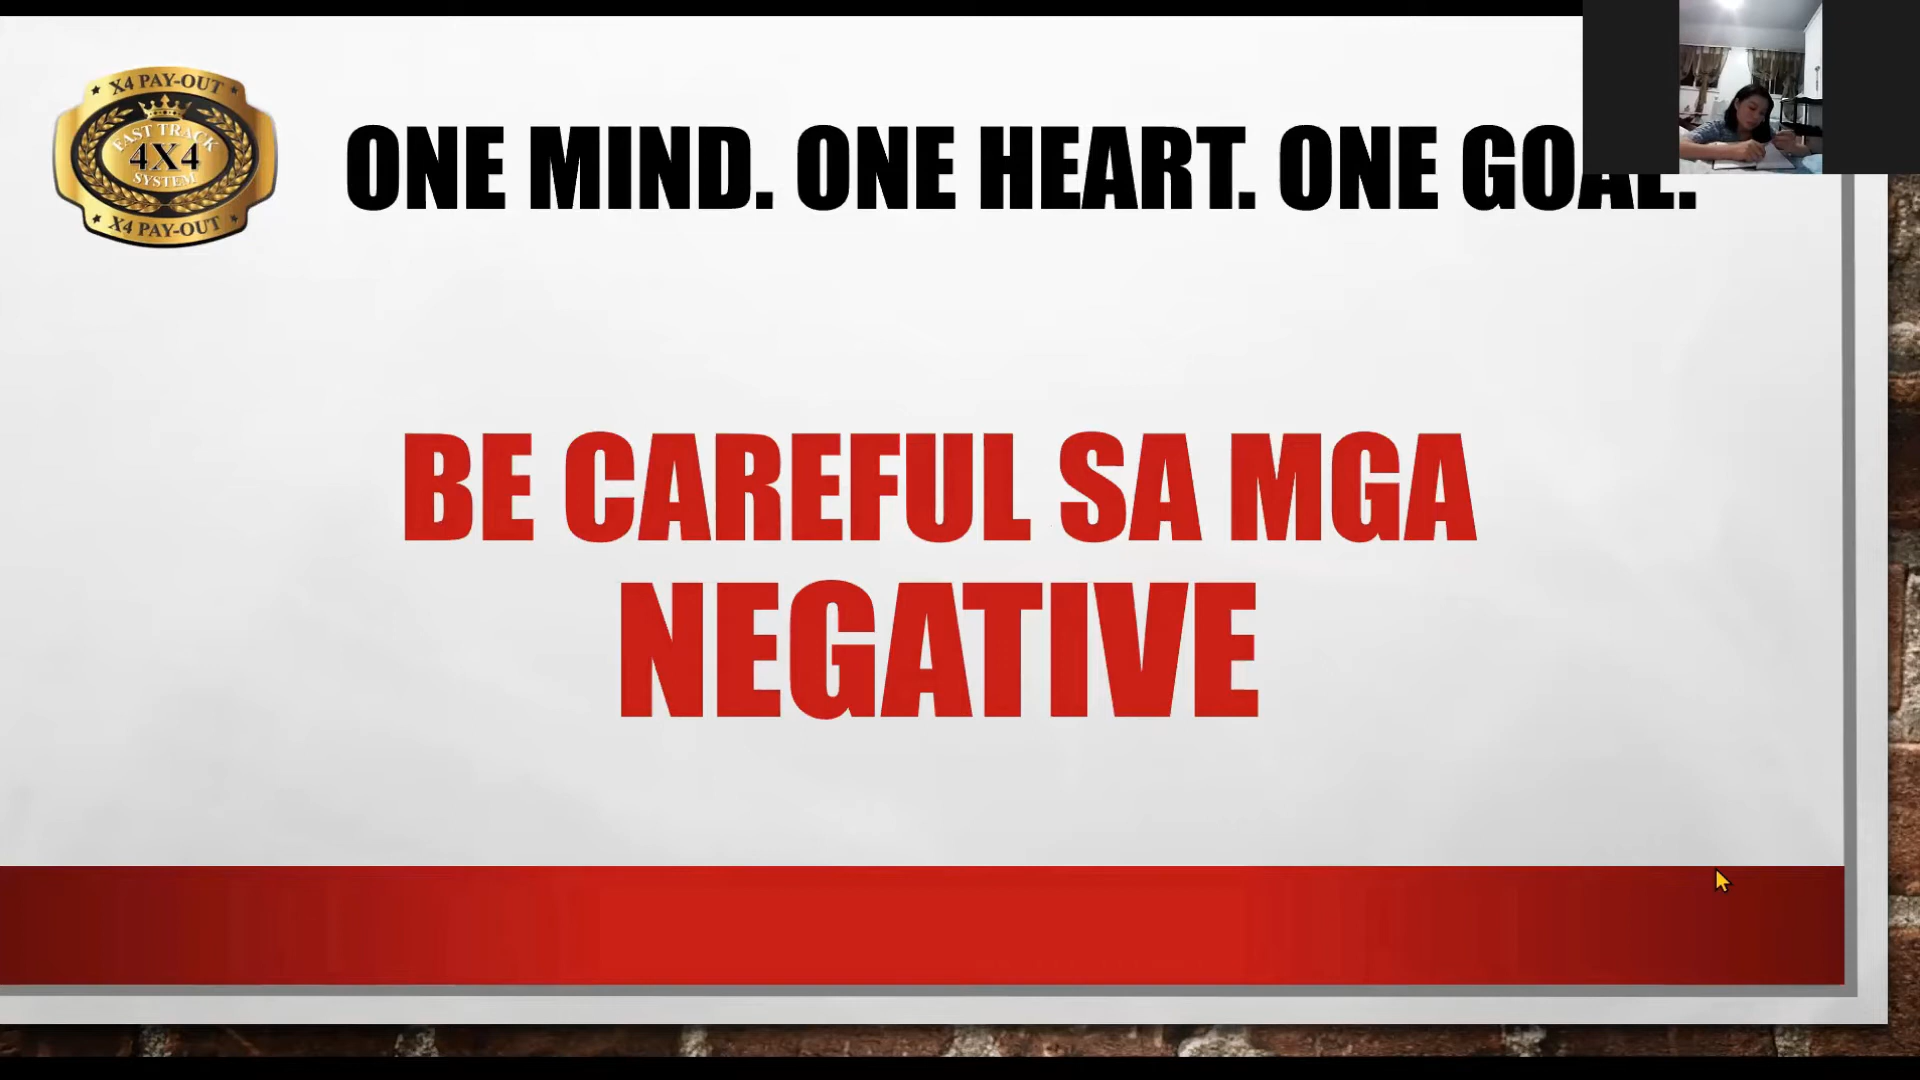 X4 PAY-OUT
FAST TRACK
4X4
SYSTEM
X4 PAY-OUT
ONE MIND. ONE HEART. ONE GOAL.
BE CAREFUL SA MGA
NEGATIVE